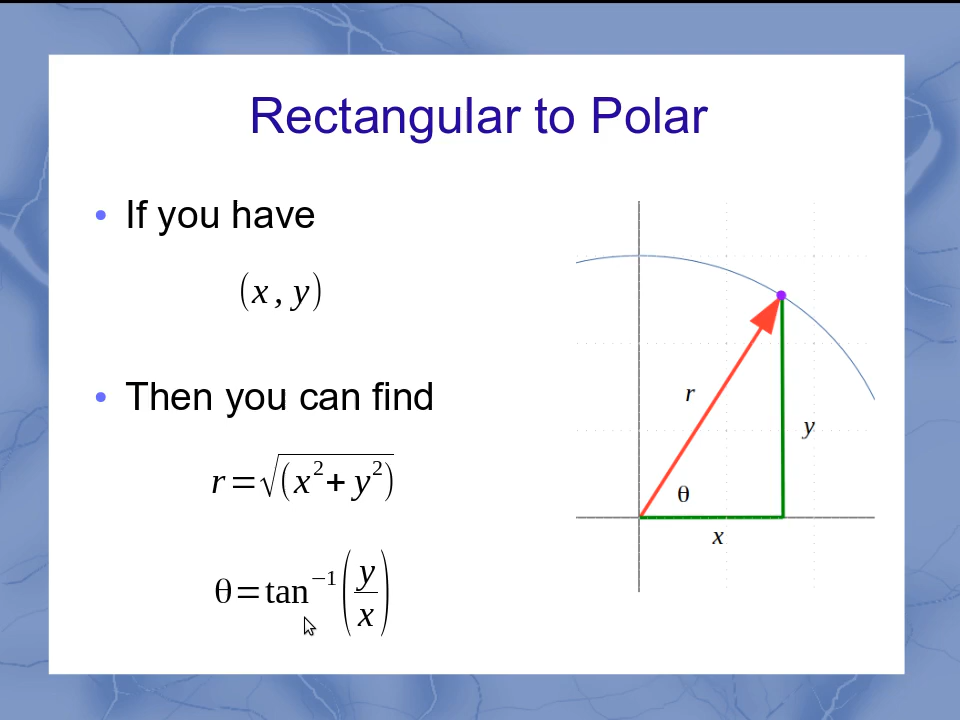 Rectangular to Polar
• If you have
(x, y)
• Then you can find
r=√(x²+y²)
θ=tan⁻¹(y/x)
r
y
θ
x